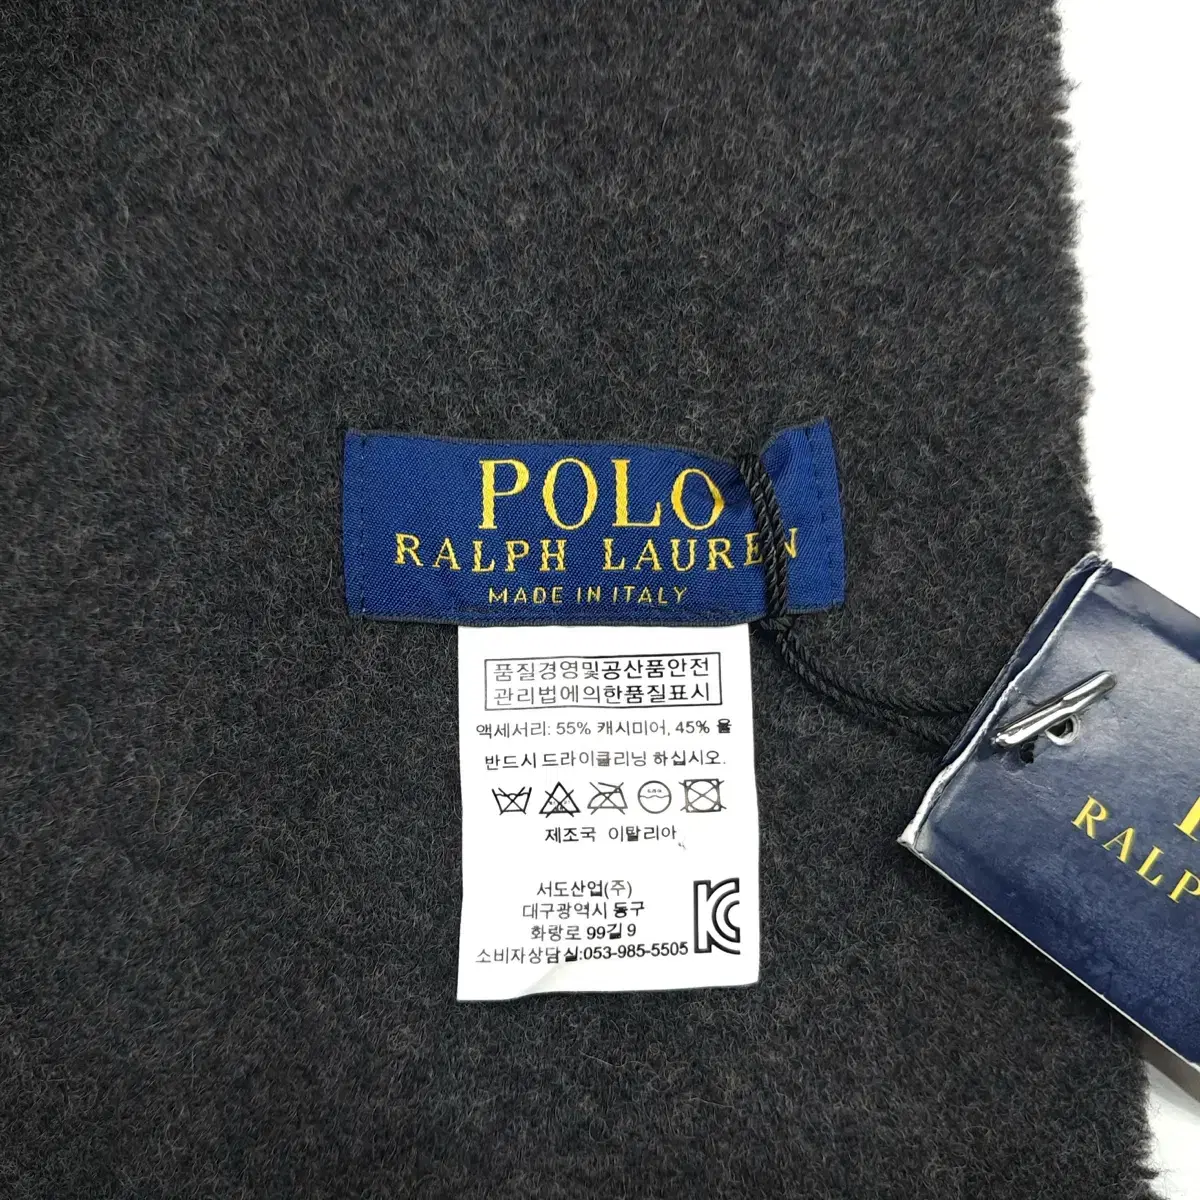 POLO
RALPH LAUREN
MADE IN ITALY
품질경영및공산품안전
관리법에의한품질표시
액세서리: 55% 캐시미어, 45% 울
반드시 드라이클리닝 하십시오.
제조국 이탈리아
서도산업(주)
대구광역시 동구
화랑로 99길 9
소비자상담실:053-985-5505